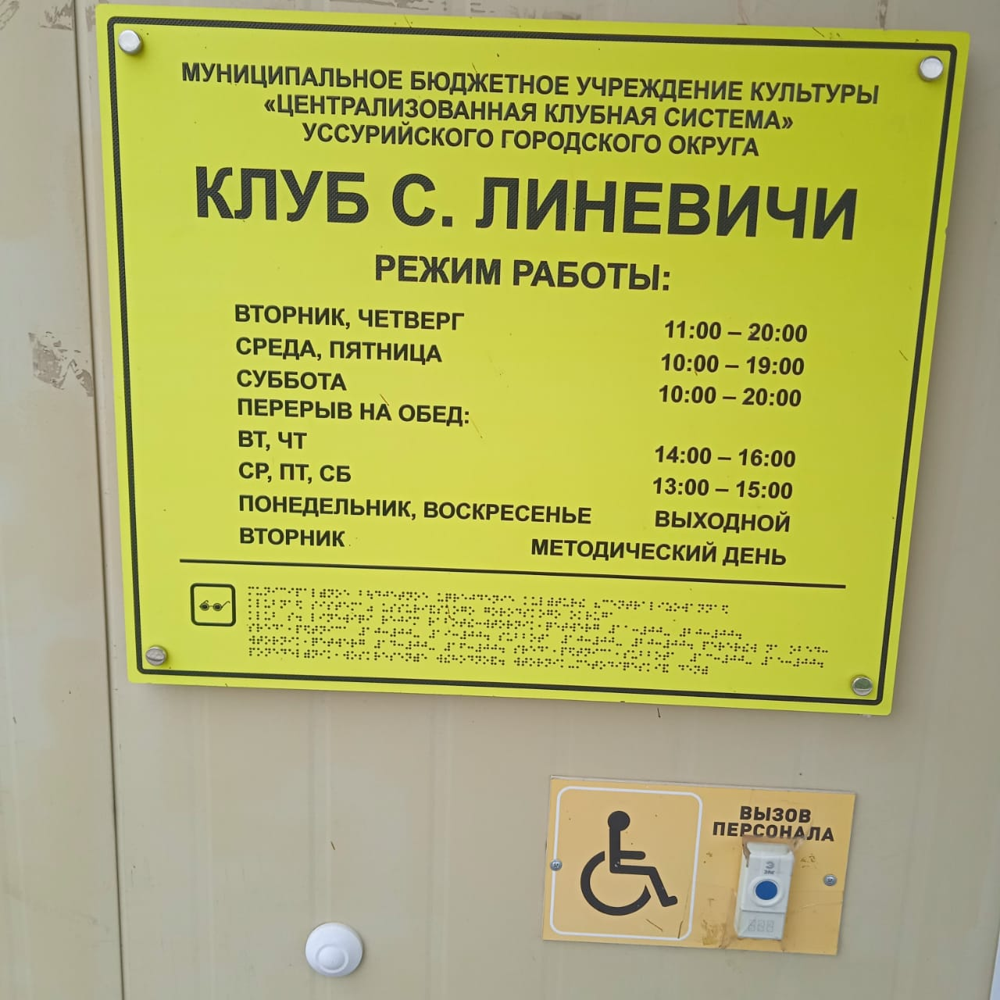 МУНИЦИПАЛЬНОЕ БЮДЖЕТНОЕ УЧРЕЖДЕНИЕ КУЛЬТУРЫ
«ЦЕНТРАЛИЗОВАННАЯ КЛУБНАЯ СИСТЕМА»
УССУРИЙСКОГО ГОРОДСКОГО ОКРУГА
КЛУБ С. ЛИНЕВИЧИ
РЕЖИМ РАБОТЫ:
ВТОРНИК, ЧЕТВЕРГ 11:00 – 20:00
СРЕДА, ПЯТНИЦА 10:00 – 19:00
СУББОТА 10:00 – 20:00
ПЕРЕРЫВ НА ОБЕД:
ВТ, ЧТ 14:00 – 16:00
СР, ПТ, СБ 13:00 – 15:00
ПОНЕДЕЛЬНИК, ВОСКРЕСЕНЬЕ ВЫХОДНОЙ
ВТОРНИК МЕТОДИЧЕСКИЙ ДЕНЬ
ВЫЗОВ
ПЕРСОНАЛА
ЭРА